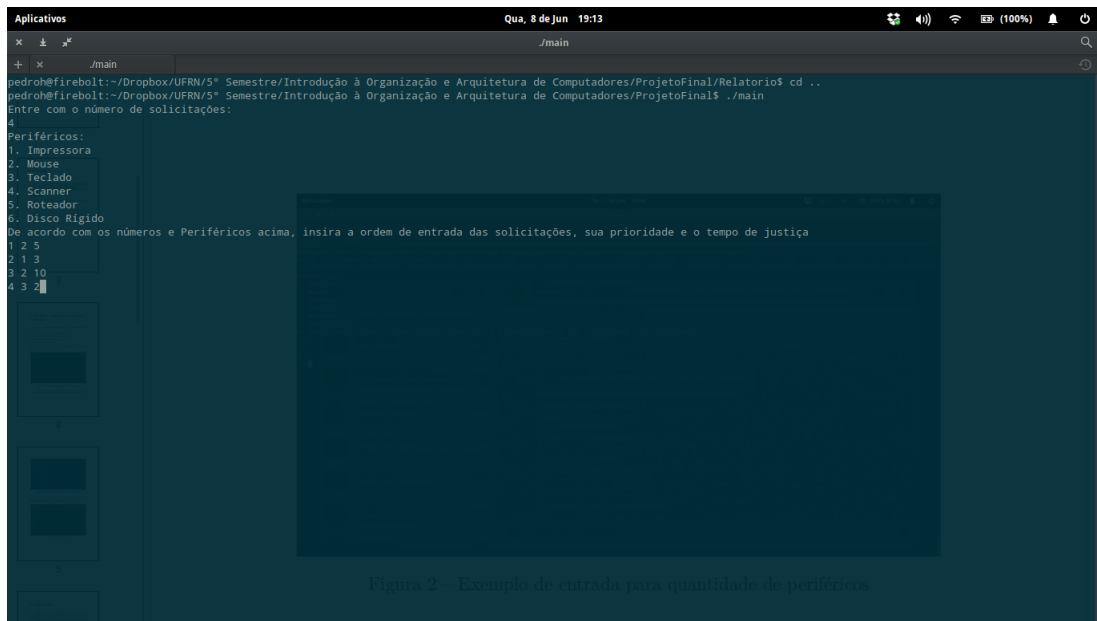 Aplicativos Qua, 8 de Jun 19:13 (100%)
./main
./main
pedroh@firebolt:~/Dropbox/UFRN/5° Semestre/Introdução à Organização e Arquitetura de Computadores/ProjetoFinal/Relatorio$ cd ..
pedroh@firebolt:~/Dropbox/UFRN/5° Semestre/Introdução à Organização e Arquitetura de Computadores/ProjetoFinal$ ./main
Entre com o número de solicitações:
4
Periféricos:
1. Impressora
2. Mouse
3. Teclado
4. Scanner
5. Roteador
6. Disco Rígido
De acordo com os números e Periféricos acima, insira a ordem de entrada das solicitações, sua prioridade e o tempo de justiça
1 2 5
2 1 3
3 2 10
4 3 2
Figura 2 – Exemplo de entrada para quantidade de periféricos